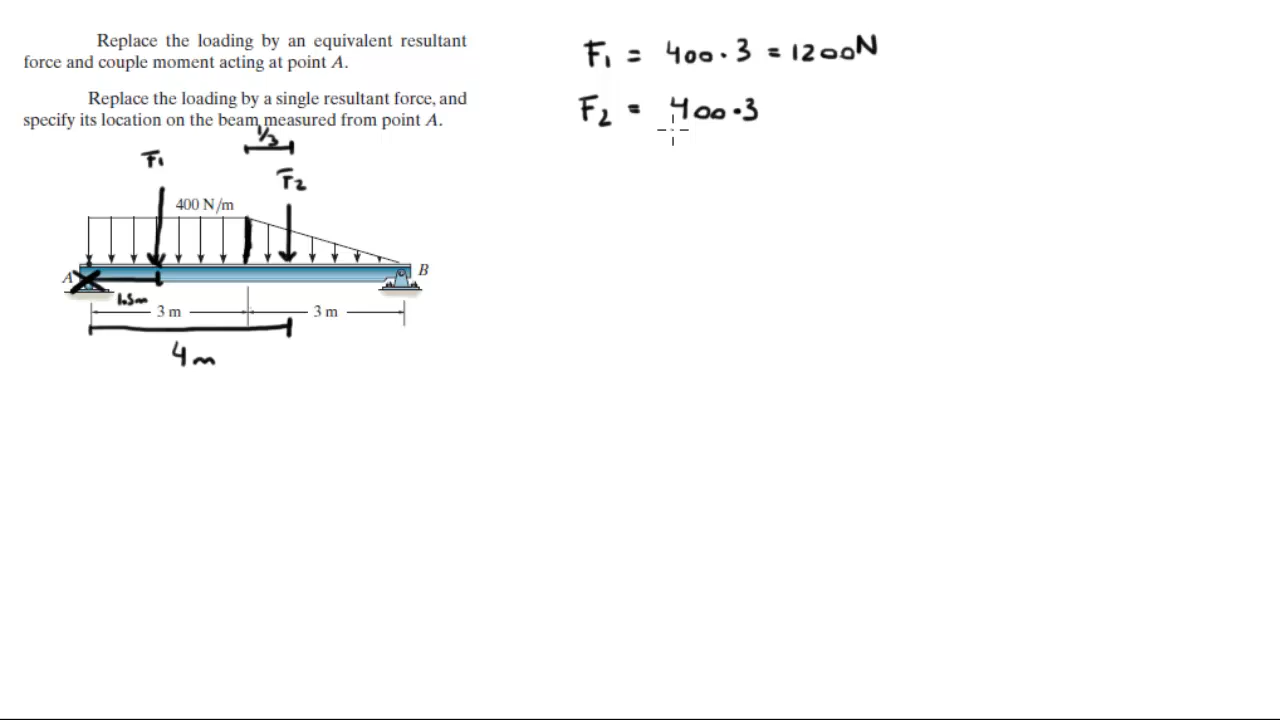 Replace the loading by an equivalent resultant
force and couple moment acting at point A.
Replace the loading by a single resultant force, and
specify its location on the beam measured from point A.
F1 = 400 · 3 = 1200N
F2 = 400 · 3
1/3
F1
F2
400 N/m
A
B
1.5m
3 m
3 m
4m